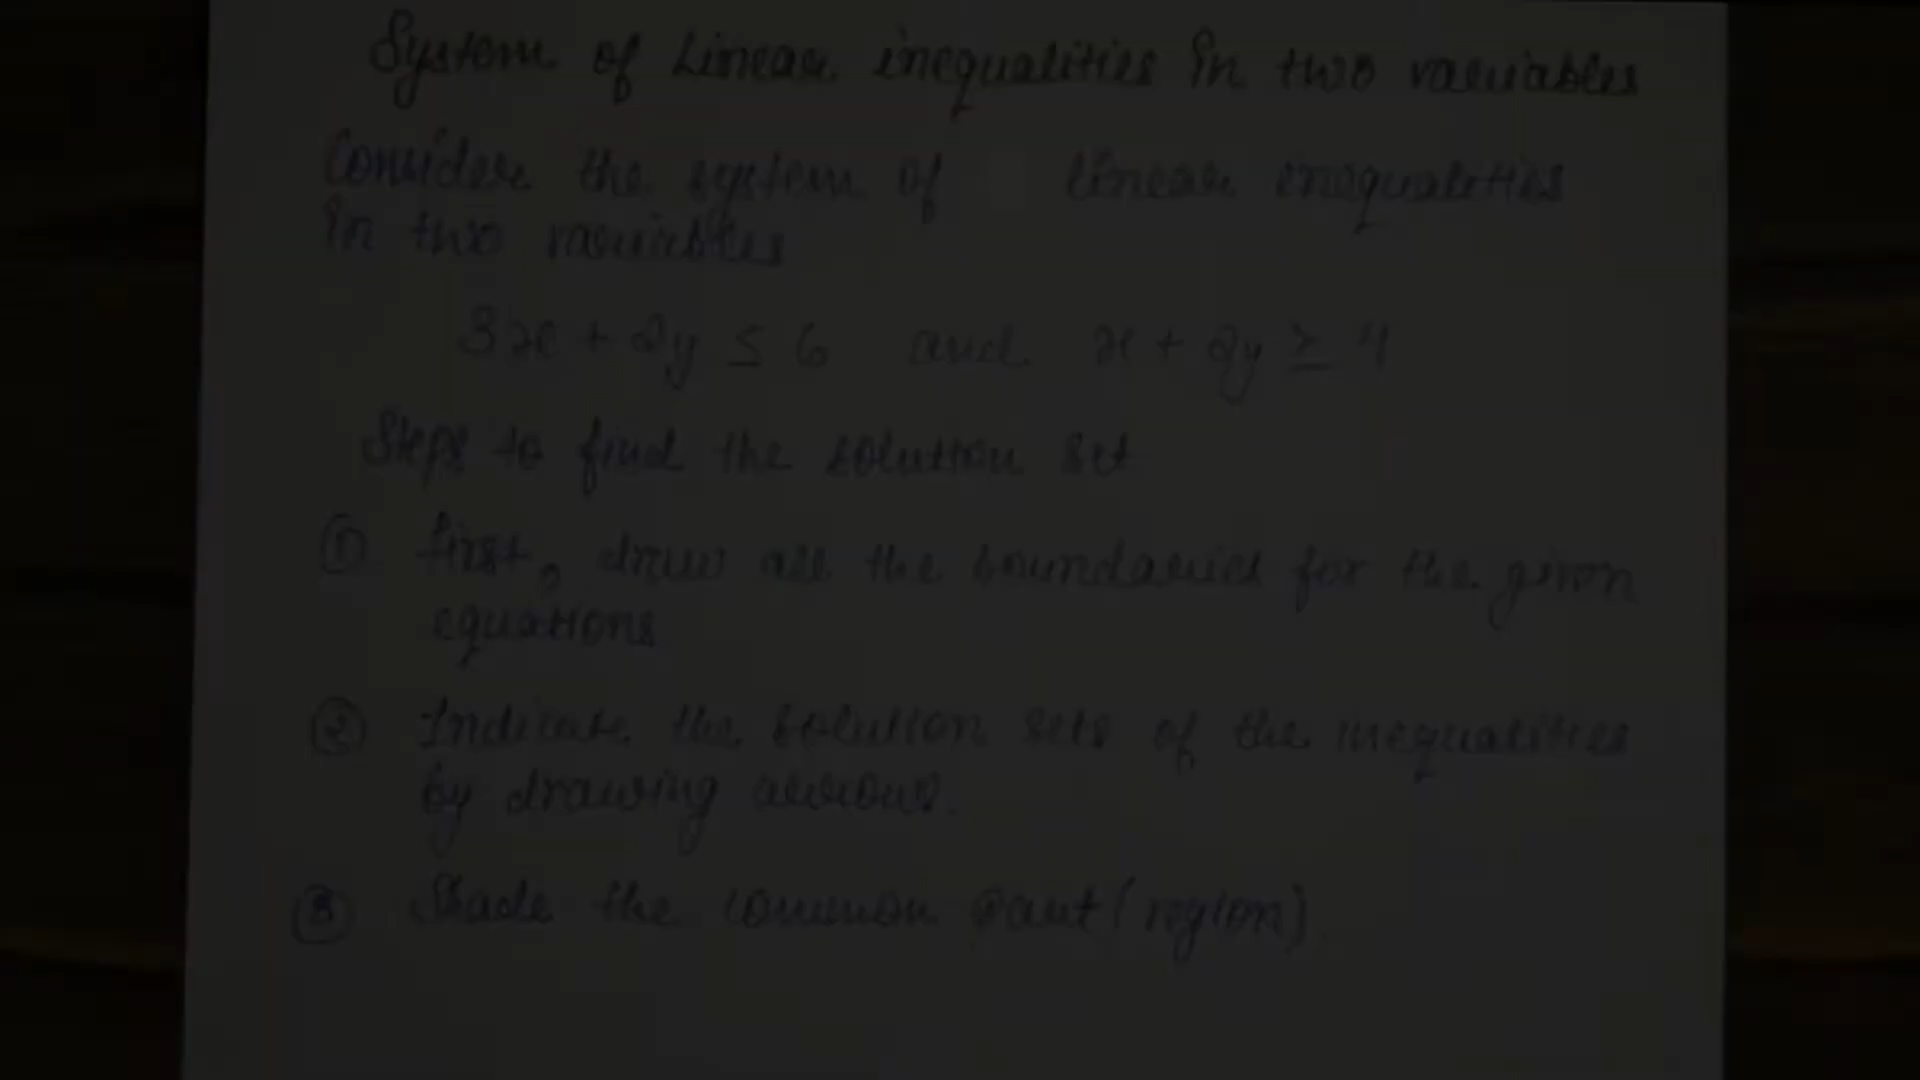 System of Linear inequalities in two variables
Consider the system of linear inequalities
in two variables
3x + 2y ≤ 6 and x + 2y ≥ 4
Steps to find the solution set
① first, draw all the boundaries for the given
equations
② Indicate the solution sets of the inequalities
by drawing arrows.
③ Shade the common part (region)